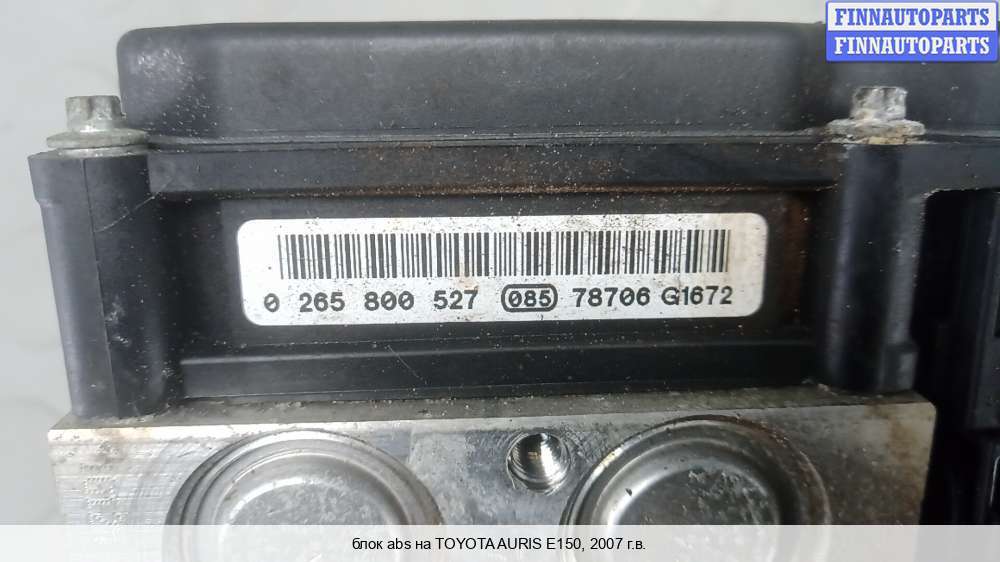 FINNAUTOPARTS
FINNAUTOPARTS
0 265 800 527 085 78706 G1672
блок abs на TOYOTA AURIS E150, 2007 г.в.